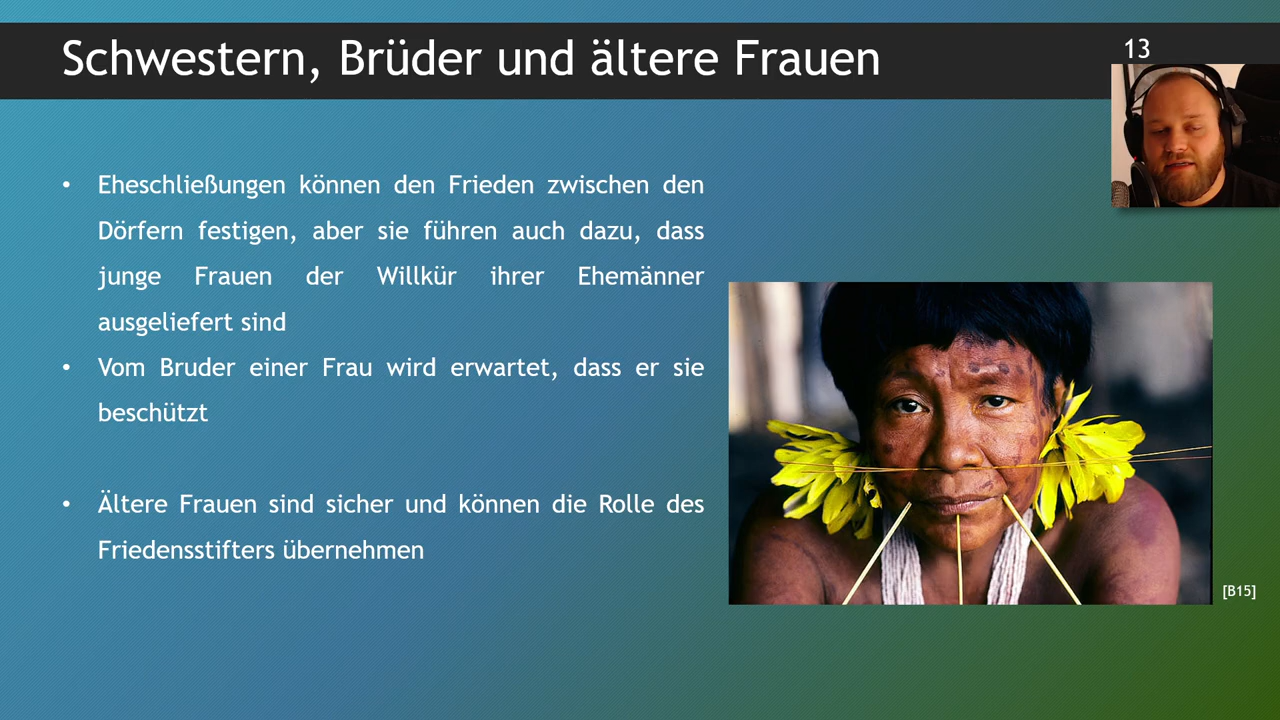 Schwestern, Brüder und ältere Frauen
13
• Eheschließungen können den Frieden zwischen den
Dörfern festigen, aber sie führen auch dazu, dass
junge Frauen der Willkür ihrer Ehemänner
ausgeliefert sind
• Vom Bruder einer Frau wird erwartet, dass er sie
beschützt
• Ältere Frauen sind sicher und können die Rolle des
Friedensstifters übernehmen
[B15]